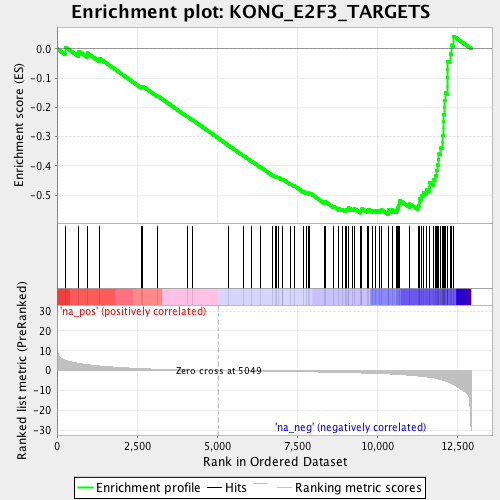 Enrichment plot: KONG_E2F3_TARGETS
Enrichment score (ES)
0.0
-0.1
-0.2
-0.3
-0.4
-0.5
'na_pos' (positively correlated)
Ranked list metric (PreRanked)
30
20
10
0
-10
-20
-30
Zero cross at 5049
'na_neg' (negatively correlated)
0
2,500
5,000
7,500
10,000
12,500
Rank in Ordered Dataset
Enrichment profile
Hits
Ranking metric scores